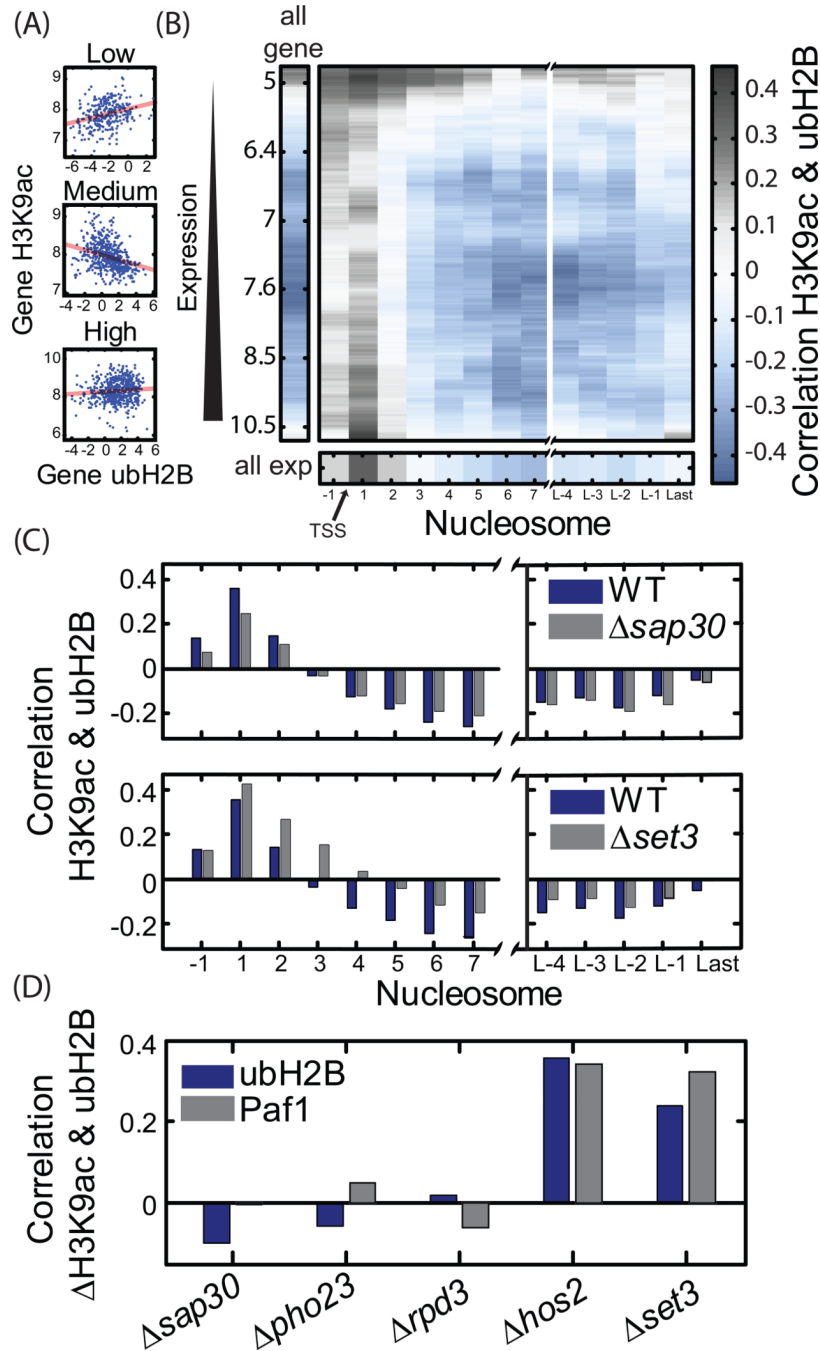 (A)
Low
9
8
7
-6 -4 -2 0 2
Medium
9
8
7
-4 -2 0 2 4 6
High
10
8
6
-4 -2 0 2 4 6
Gene H3K9ac
Gene ubH2B
(B)
all
gene
Expression
5
6.4
7
7.6
8.5
10.5
all exp
-1 1 2 3 4 5 6 7 L-4 L-3 L-2 L-1 Last
TSS
Nucleosome
0.4
0.3
0.2
0.1
0
-0.1
-0.2
-0.3
-0.4
Correlation H3K9ac & ubH2B
(C)
Correlation
H3K9ac & ubH2B
0.4
0.2
0
-0.2
WT
Δsap30
0.4
0.2
0
-0.2
WT
Δset3
-1 1 2 3 4 5 6 7 L-4 L-3 L-2 L-1 Last
Nucleosome
(D)
Correlation
ΔH3K9ac & ubH2B
0.4
0.2
0
ubH2B
Paf1
Δsap30
Δpho23
Δrpd3
Δhos2
Δset3